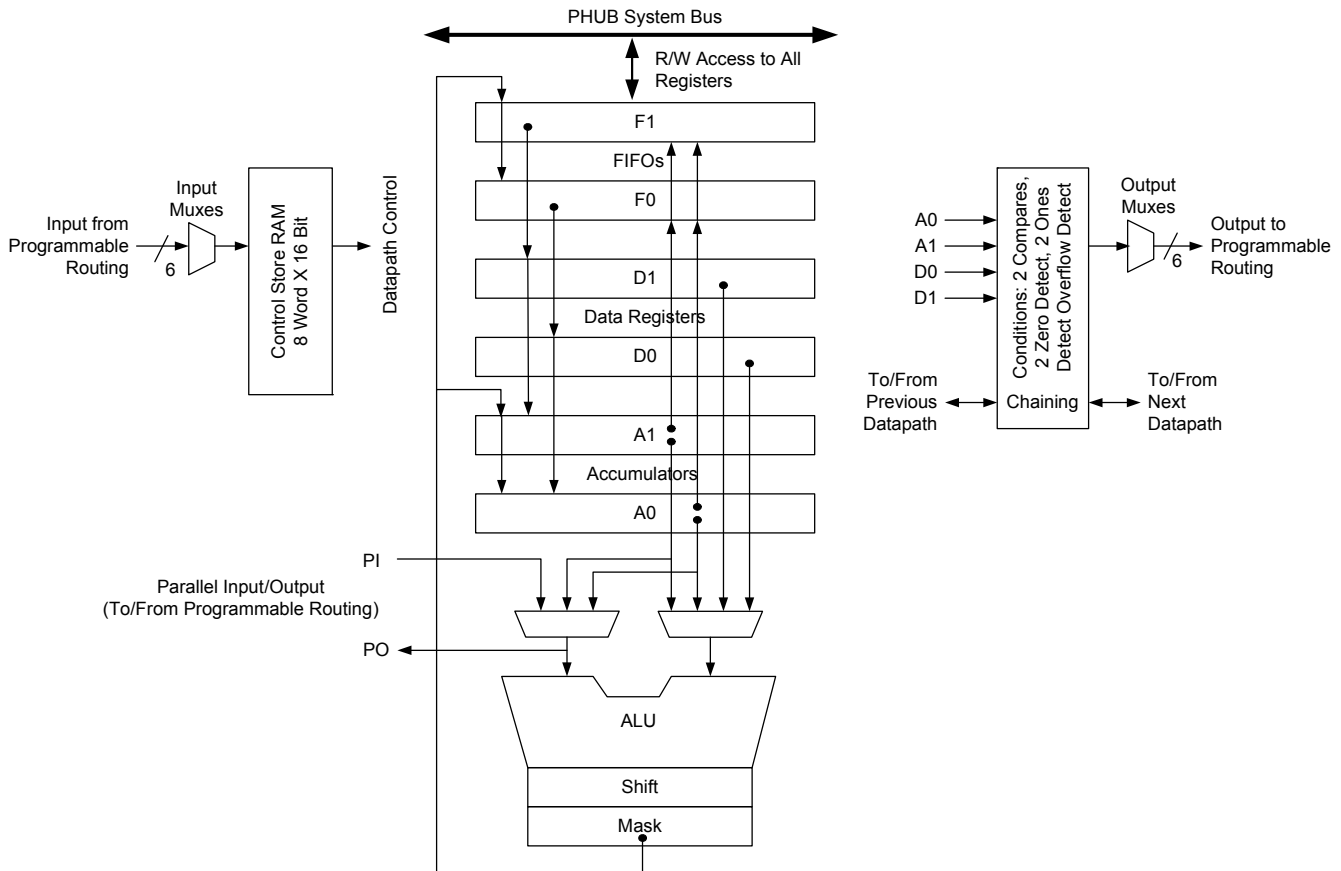 PHUB System Bus
R/W Access to All
Registers
F1
FIFOs
F0
D1
Data Registers
D0
A1
Accumulators
A0
Input from
Programmable
Routing
6
Input
Muxes
Control Store RAM
8 Word X 16 Bit
Datapath Control
A0
A1
D0
D1
Conditions: 2 Compares,
2 Zero Detect, 2 Ones
Detect Overflow Detect
Output
Muxes
6
Output to
Programmable
Routing
To/From
Previous
Datapath
Chaining
To/From
Next
Datapath
PI
Parallel Input/Output
(To/From Programmable Routing)
PO
ALU
Shift
Mask